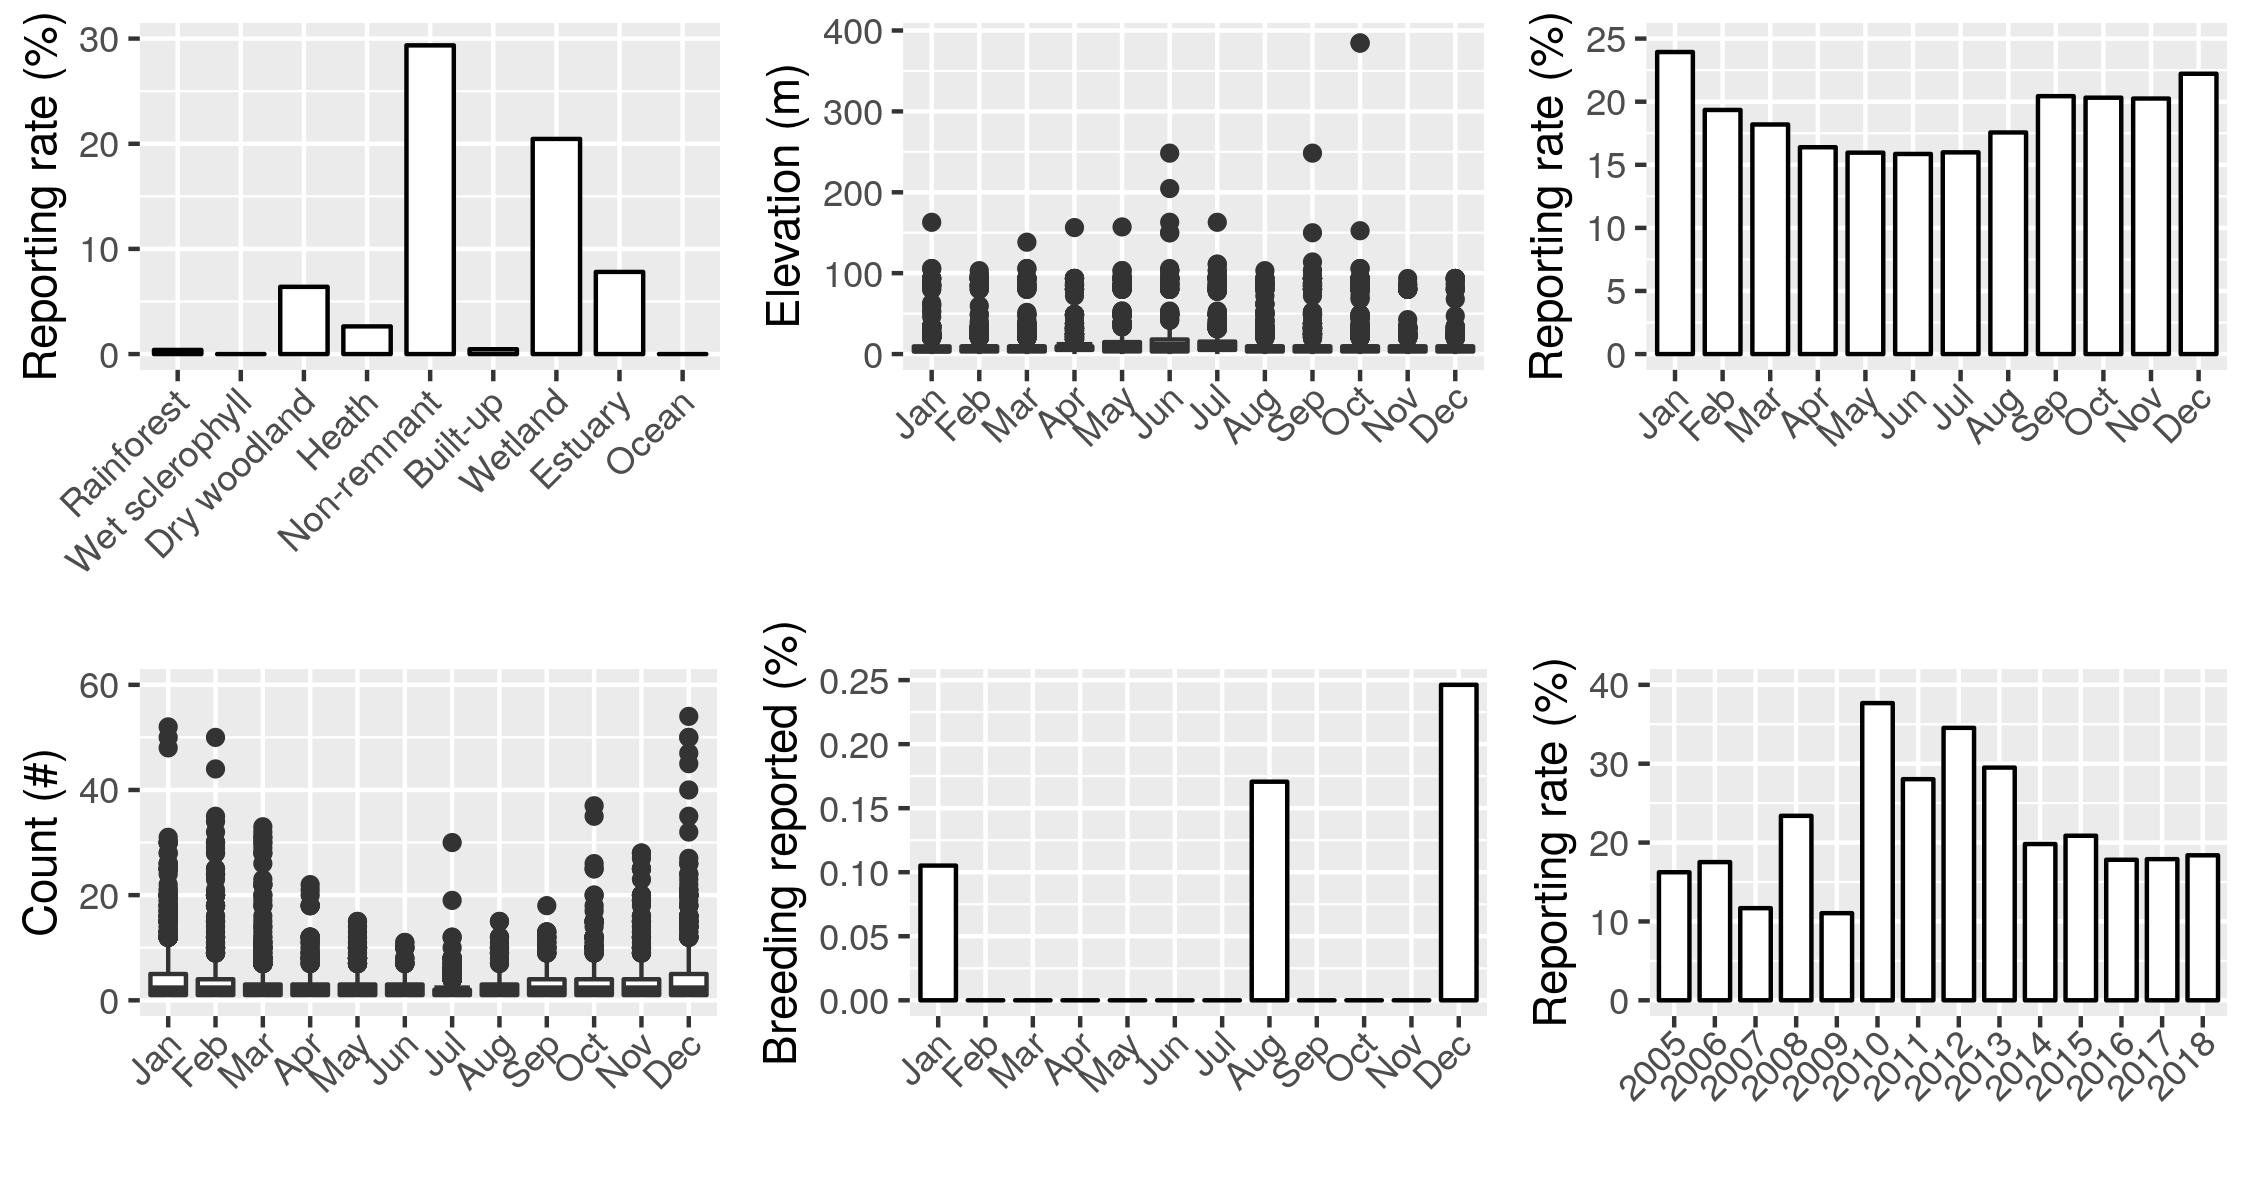 Reporting rate (%)
30
20
10
0
Rainforest
Wet sclerophyll
Dry woodland
Heath
Non-remnant
Built-up
Wetland
Estuary
Ocean
Elevation (m)
400
300
200
100
0
Jan
Feb
Mar
Apr
May
Jun
Jul
Aug
Sep
Oct
Nov
Dec
Reporting rate (%)
25
20
15
10
5
0
Jan
Feb
Mar
Apr
May
Jun
Jul
Aug
Sep
Oct
Nov
Dec
Count (#)
60
40
20
0
Jan
Feb
Mar
Apr
May
Jun
Jul
Aug
Sep
Oct
Nov
Dec
Breeding reported (%)
0.25
0.20
0.15
0.10
0.05
0.00
Jan
Feb
Mar
Apr
May
Jun
Jul
Aug
Sep
Oct
Nov
Dec
Reporting rate (%)
40
30
20
10
0
2005
2006
2007
2008
2009
2010
2011
2012
2013
2014
2015
2016
2017
2018